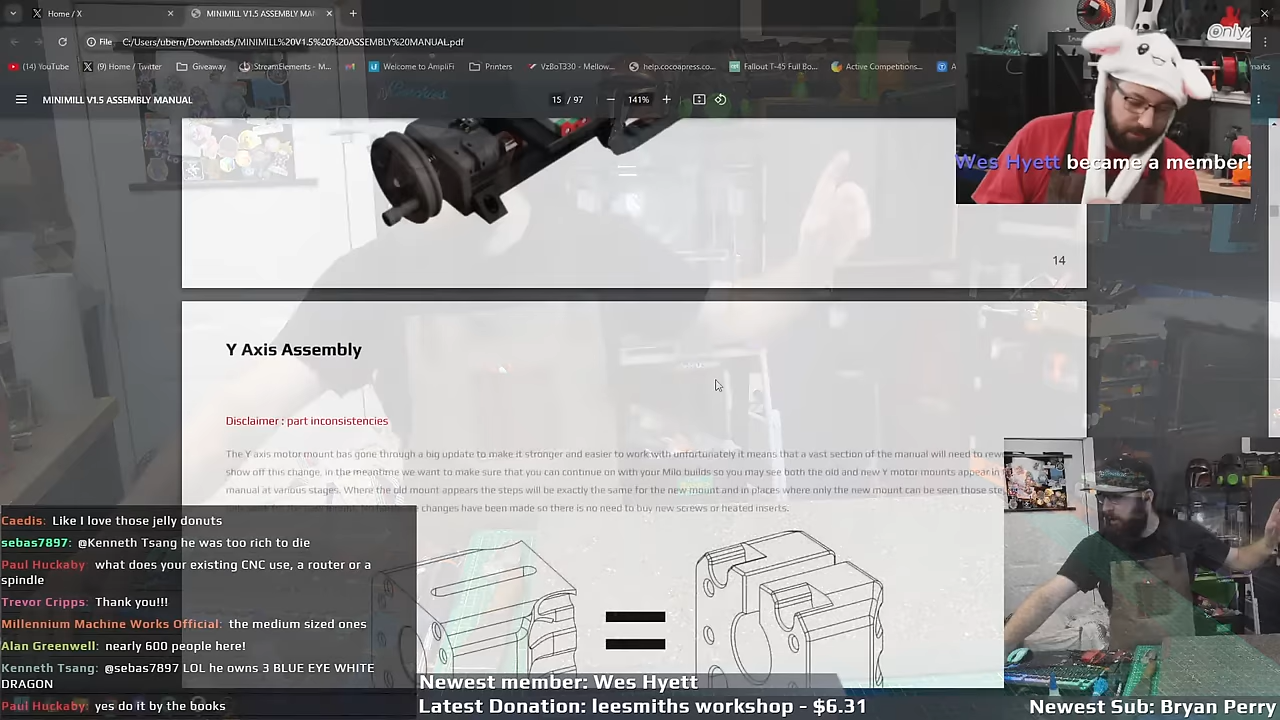 Home / X
MINIMILL V1.5 ASSEMBLY MAN
File
C:/Users/ubern/Downloads/MINIMILL%20V1.5%20%20ASSEMBLY%20MANUAL.pdf
(14) YouTube
(9) Home / Twitter
Giveaway
StreamElements - M...
Welcome to AmpliFi
Printers
VzBoT330 - Mellow...
help.cocoapress.co...
Fallout T-45 Full Bo...
Active Competitions...
MINIMILL V1.5 ASSEMBLY MANUAL
15 / 97
141%
Wes Hyett became a member!
14
Y Axis Assembly
Disclaimer : part inconsistencies
The Y axis motor mount has gone through a big update to make it stronger and easier to work with unfortunately it means that a vast section of the manual will need to
show off this change, in the meantime we want to make sure that you can continue on with your Milo builds so you may see both the old and new Y motor mounts appear in
manual at various stages. Where the old mount appears the steps will be exactly the same for the new mount and in places where only the new mount can be seen those
changes have been made so there is no need to buy new screws or heated inserts.
Caedis: Like I love those jelly donuts
sebas7897: @Kenneth Tsang he was too rich to die
Paul Huckaby: what does your existing CNC use, a router or a
spindle
Trevor Cripps: Thank you!!!
Millennium Machine Works Official: the medium sized ones
Alan Greenwell: nearly 600 people here!
Kenneth Tsang: @sebas7897 LOL he owns 3 BLUE EYE WHITE
DRAGON
Paul Huckaby: yes do it by the books
Newest member: Wes Hyett
Latest Donation: leesmiths workshop - $6.31
Newest Sub: Bryan Perry